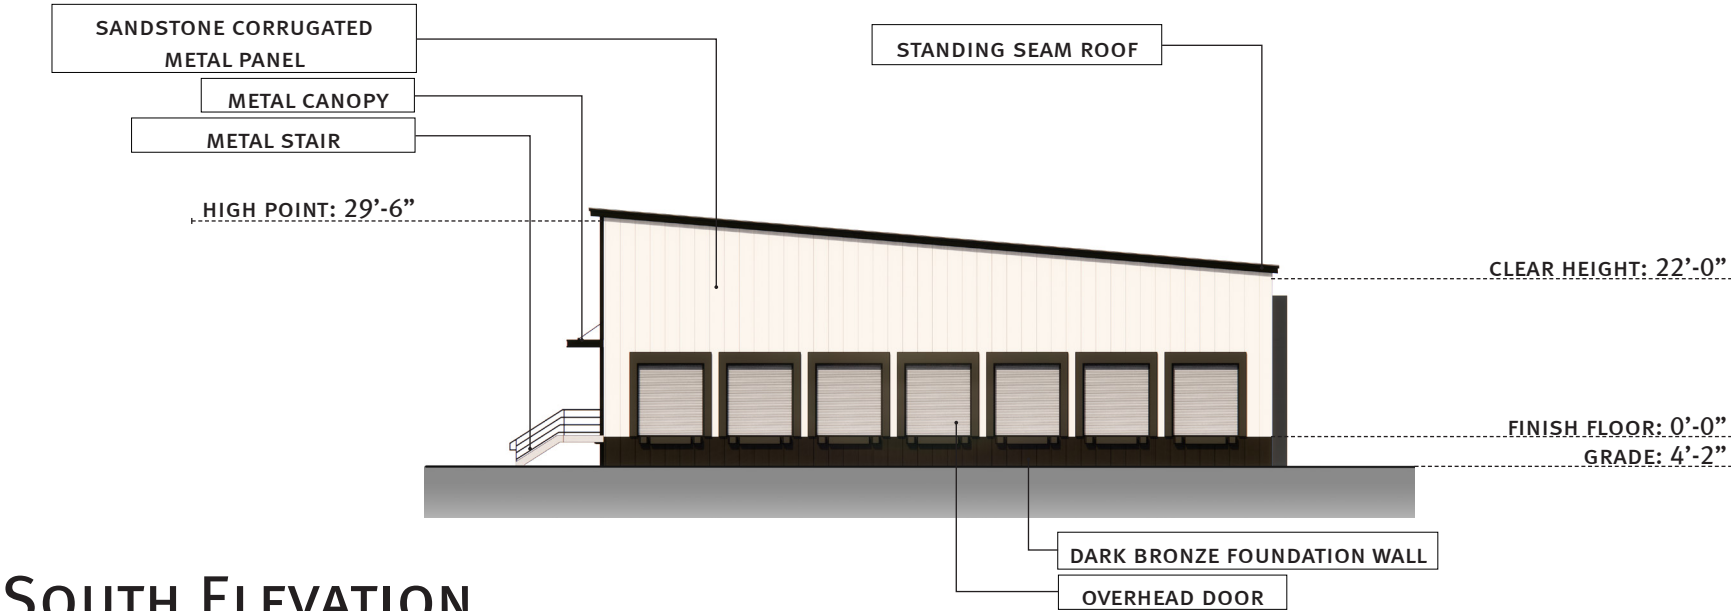 SANDSTONE CORRUGATED
METAL PANEL
METAL CANOPY
METAL STAIR
STANDING SEAM ROOF
HIGH POINT: 29'-6”
CLEAR HEIGHT: 22'-0”
FINISH FLOOR: 0'-0”
GRADE: 4'-2”
DARK BRONZE FOUNDATION WALL
OVERHEAD DOOR
SOUTH ELEVATION